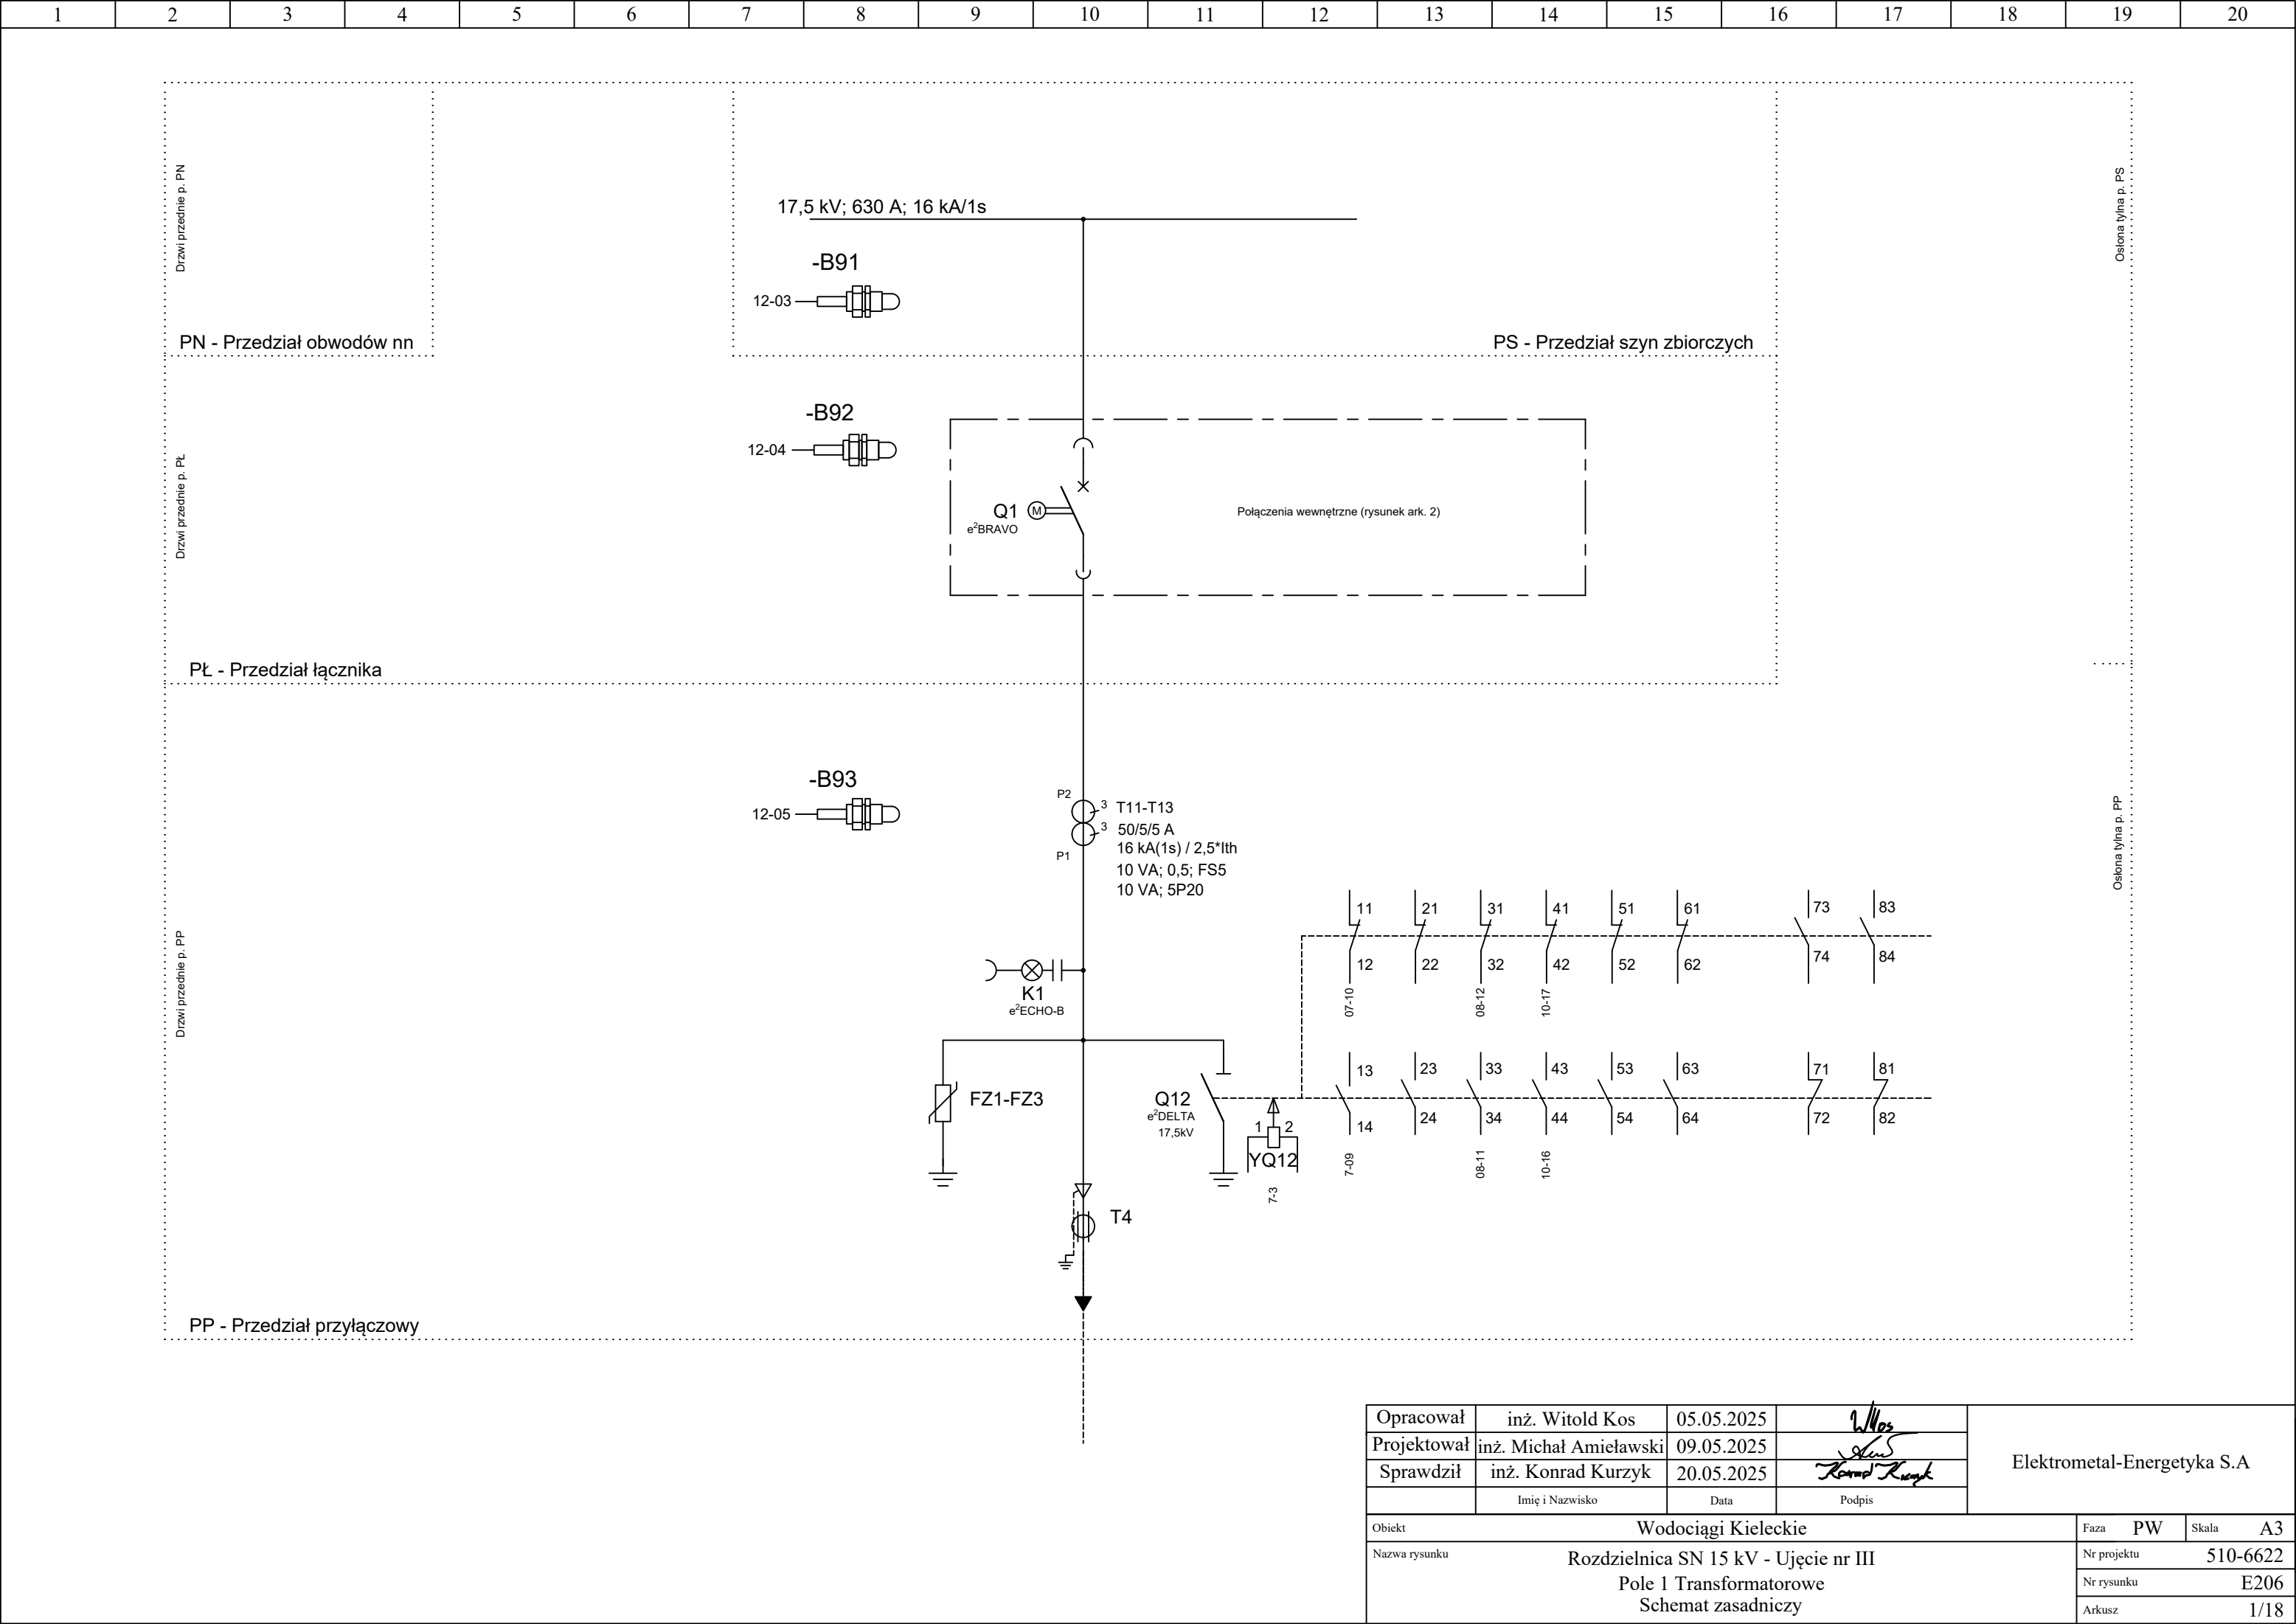 1 2 3 4 5 6 7 8 9 10 11 12 13 14 15 16 17 18 19 20
Drzwi przednie p. PN
Osłona tylna p. PS
17,5 kV; 630 A; 16 kA/1s
-B91
12-03
PN - Przedział obwodów nn
PS - Przedział szyn zbiorczych
-B92
12-04
Drzwi przednie p. PŁ
Q1
M
e²BRAVO
Połączenia wewnętrzne (rysunek ark. 2)
PŁ - Przedział łącznika
-B93
12-05
P2
3
T11-T13
3
50/5/5 A
P1
16 kA(1s) / 2,5*Ith
10 VA; 0,5; FS5
10 VA; 5P20
Osłona tylna p. PP
Drzwi przednie p. PP
11 21 31 41 51 61 73 83
12 22 32 42 52 62 74 84
07-10 08-12 10-17
K1
e²ECHO-B
13 23 33 43 53 63 71 81
14 24 34 44 54 64 72 82
7-09 08-11 10-16
FZ1-FZ3
Q12
e²DELTA
17,5kV
1 2
YQ12
7-3
T4
PP - Przedział przyłączowy
Opracował inż. Witold Kos 05.05.2025 WKos
Projektował inż. Michał Amieławski 09.05.2025
Sprawdził inż. Konrad Kurzyk 20.05.2025 Konrad Kurzyk
Imię i Nazwisko Data Podpis
Elektrometal-Energetyka S.A
Obiekt Wodociągi Kieleckie Faza PW Skala A3
Nazwa rysunku Rozdzielnica SN 15 kV - Ujęcie nr III
Pole 1 Transformatorowe
Schemat zasadniczy
Nr projektu 510-6622
Nr rysunku E206
Arkusz 1/18